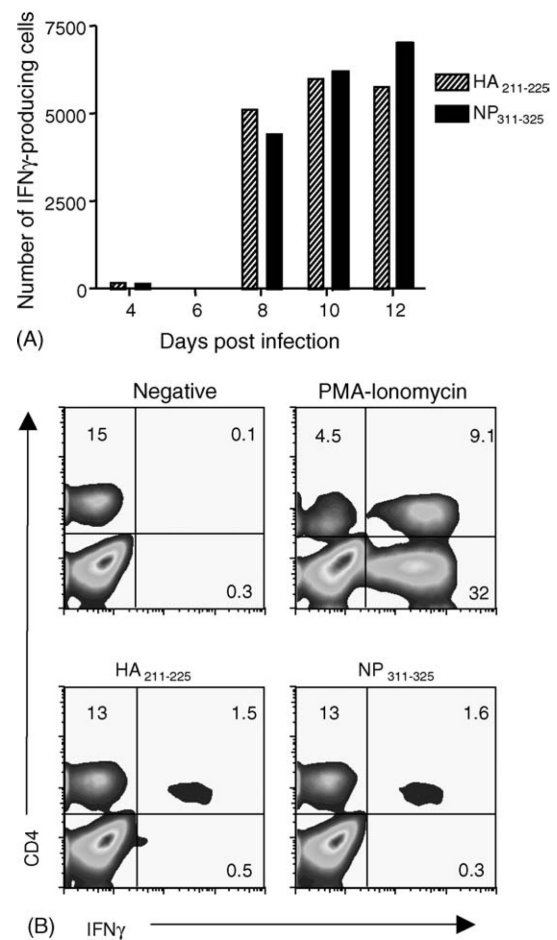 7500
5000
2500
0
Number of IFNγ-producing cells
HA211-225
NP311-325
4 6 8 10 12
Days post infection
(A)
Negative
PMA-Ionomycin
15 0.1
0.3
4.5 9.1
32
HA211-225
NP311-325
13 1.5
0.5
13 1.6
0.3
CD4
(B)
IFNγ